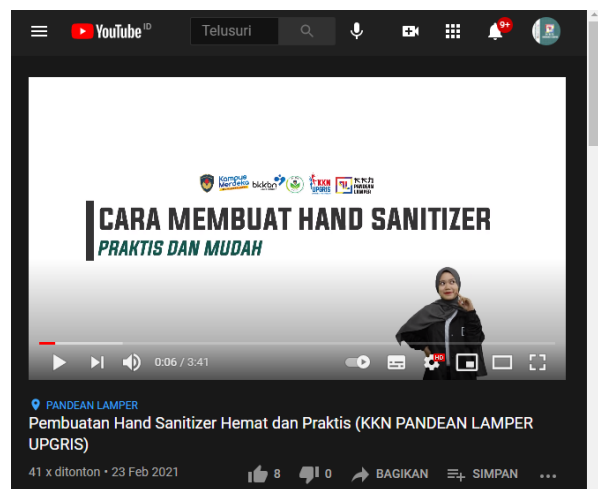 YouTube ID
Telusuri
9+
Kampus
Merdeka
bkkbn
KKN
UPGRIS
PANDEAN
LAMPER
CARA MEMBUAT HAND SANITIZER
PRAKTIS DAN MUDAH
0:06 / 3:41
HD
PANDEAN LAMPER
Pembuatan Hand Sanitizer Hemat dan Praktis (KKN PANDEAN LAMPER
UPGRIS)
41 x ditonton • 23 Feb 2021
8
0
BAGIKAN
SIMPAN